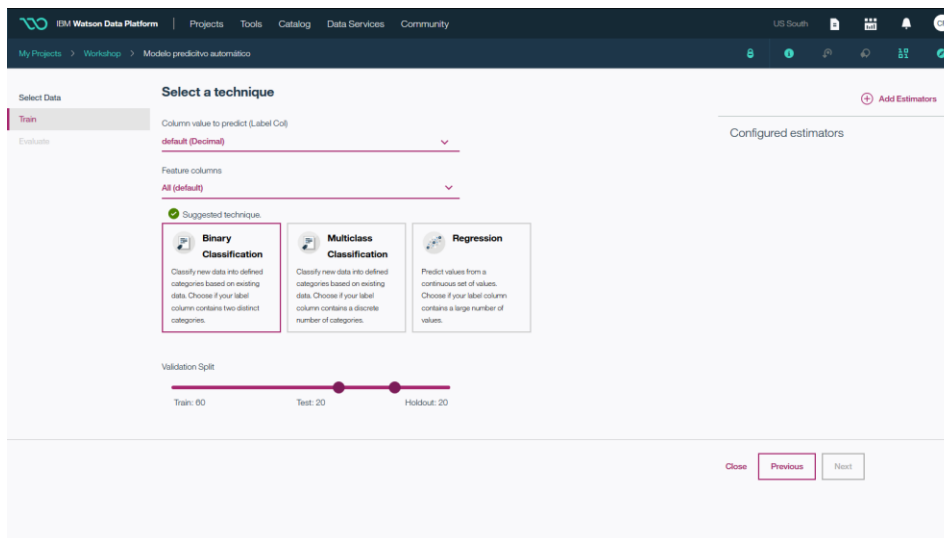 IBM Watson Data Platform | Projects Tools Catalog Data Services Community US South
My Projects > Workshop > Modelo predicitvo automático
Select Data
Train
Evaluate
Select a technique
Column value to predict (Label Col)
default (Decimal)
Feature columns
All (default)
Suggested technique.
Binary
Classification
Classify new data into defined
categories based on existing
data. Choose if your label
column contains two distinct
categories.
Multiclass
Classification
Classify new data into defined
categories based on existing
data. Choose if your label
column contains a discrete
number of categories.
Regression
Predict values from a
continuous set of values.
Choose if your label column
contains a large number of
values.
Validation Split
Train: 60 Test: 20 Holdout: 20
Add Estimators
Configured estimators
Close Previous Next